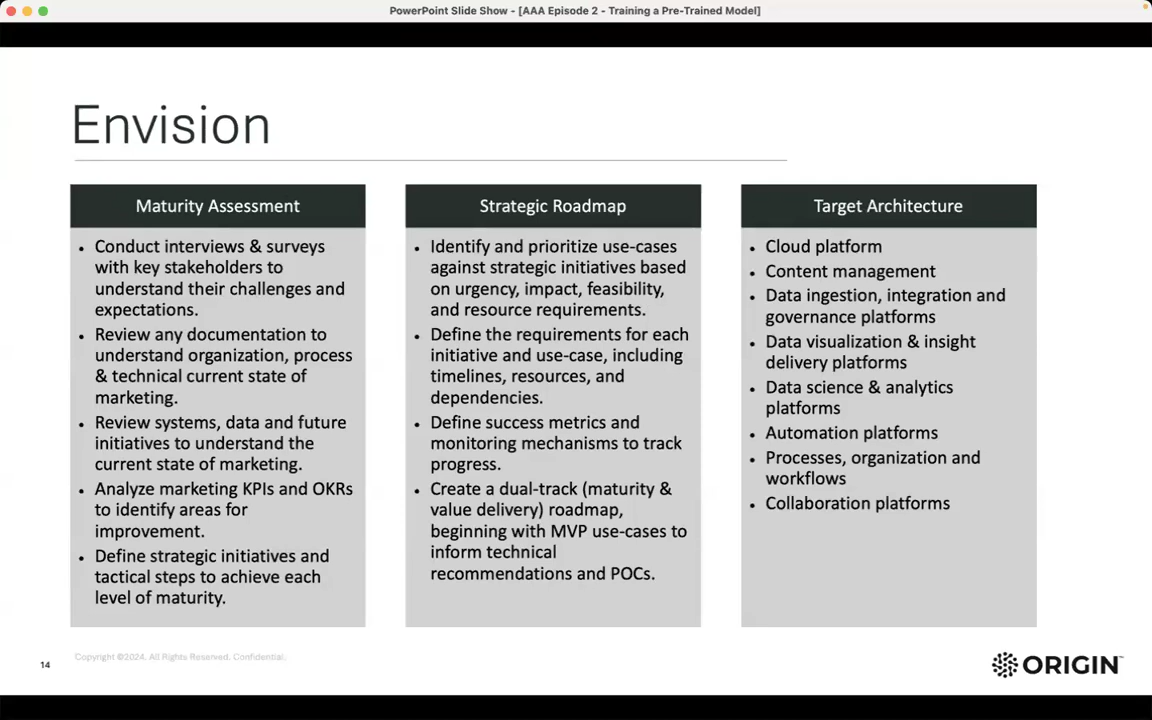 PowerPoint Slide Show - [AAA Episode 2 - Training a Pre-Trained Model]
Envision
Maturity Assessment
• Conduct interviews & surveys
with key stakeholders to
understand their challenges and
expectations.
• Review any documentation to
understand organization, process
& technical current state of
marketing.
• Review systems, data and future
initiatives to understand the
current state of marketing.
• Analyze marketing KPIs and OKRs
to identify areas for
improvement.
• Define strategic initiatives and
tactical steps to achieve each
level of maturity.
Strategic Roadmap
• Identify and prioritize use-cases
against strategic initiatives based
on urgency, impact, feasibility,
and resource requirements.
• Define the requirements for each
initiative and use-case, including
timelines, resources, and
dependencies.
• Define success metrics and
monitoring mechanisms to track
progress.
• Create a dual-track (maturity &
value delivery) roadmap,
beginning with MVP use-cases to
inform technical
recommendations and POCs.
Target Architecture
• Cloud platform
• Content management
• Data ingestion, integration and
governance platforms
• Data visualization & insight
delivery platforms
• Data science & analytics
platforms
• Automation platforms
• Processes, organization and
workflows
• Collaboration platforms
14
Copyright ©2024. All Rights Reserved. Confidential.
ORIGIN™